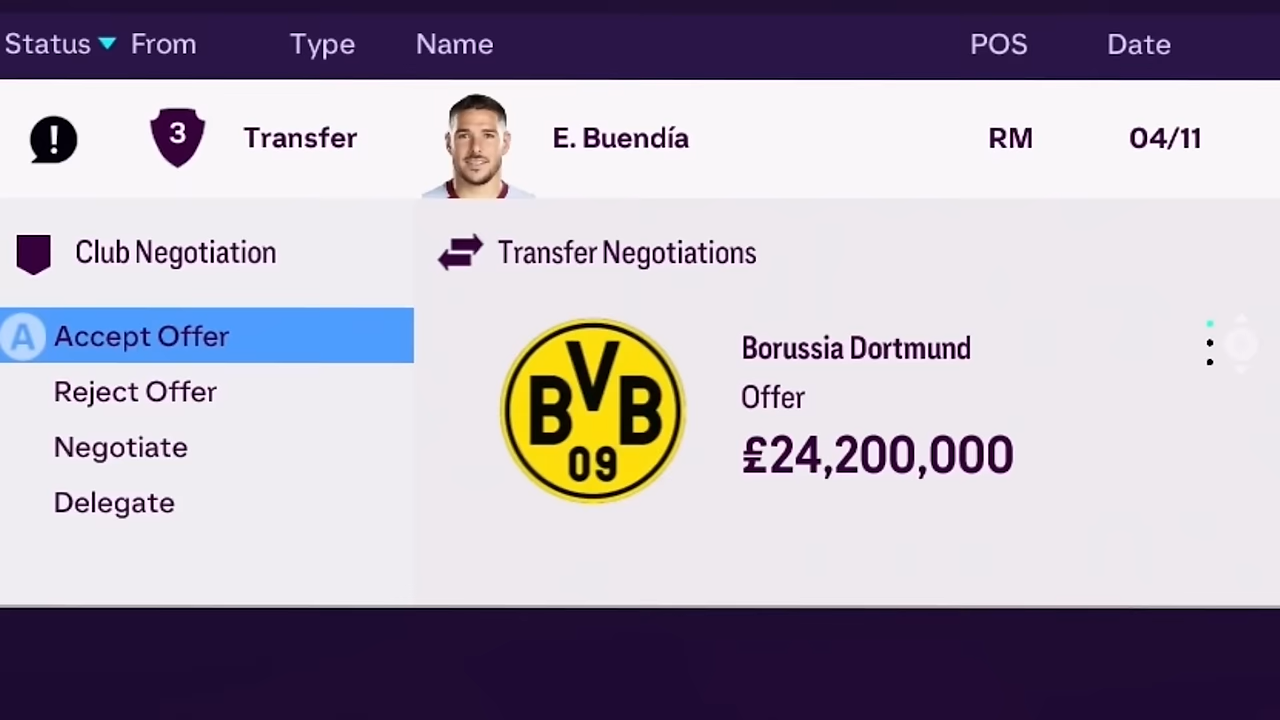 Status From Type Name POS Date
! 3 Transfer E. Buendía RM 04/11
Club Negotiation
Transfer Negotiations
A Accept Offer
Reject Offer
Negotiate
Delegate
BVB
09
Borussia Dortmund
Offer
£24,200,000